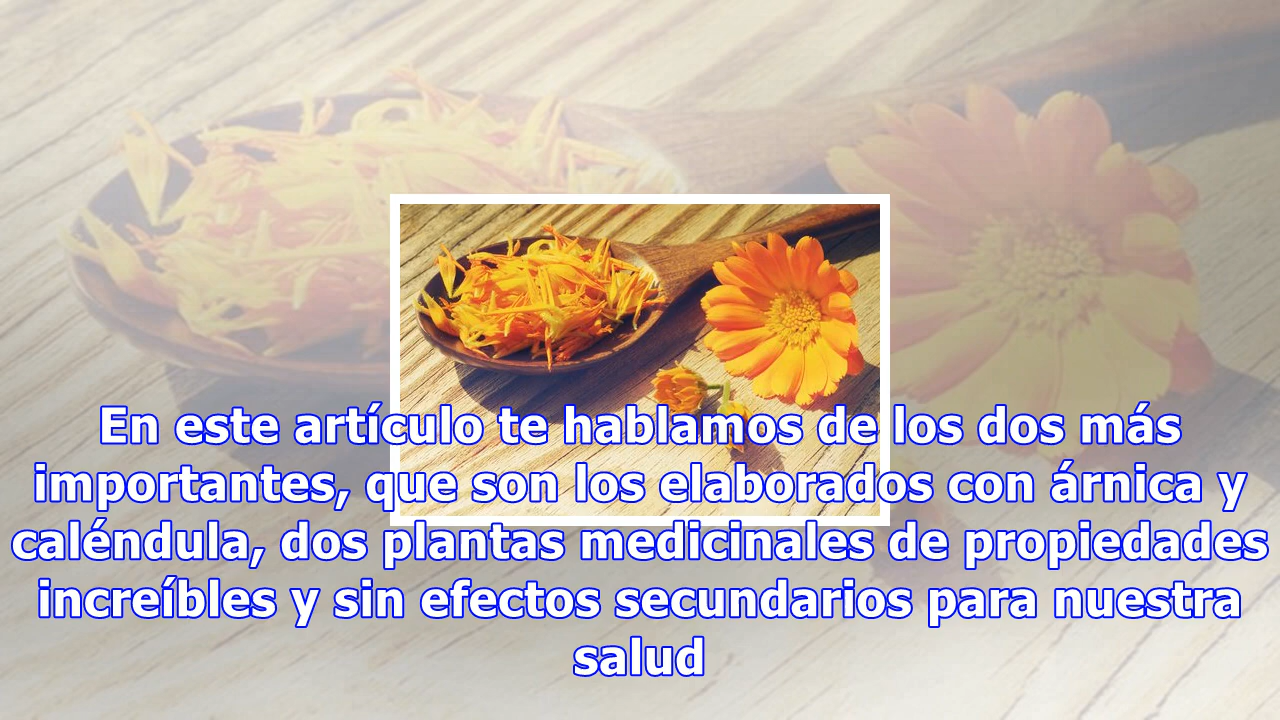 En este artículo te hablamos de los dos más
importantes, que son los elaborados con árnica y
caléndula, dos plantas medicinales de propiedades
increíbles y sin efectos secundarios para nuestra
salud